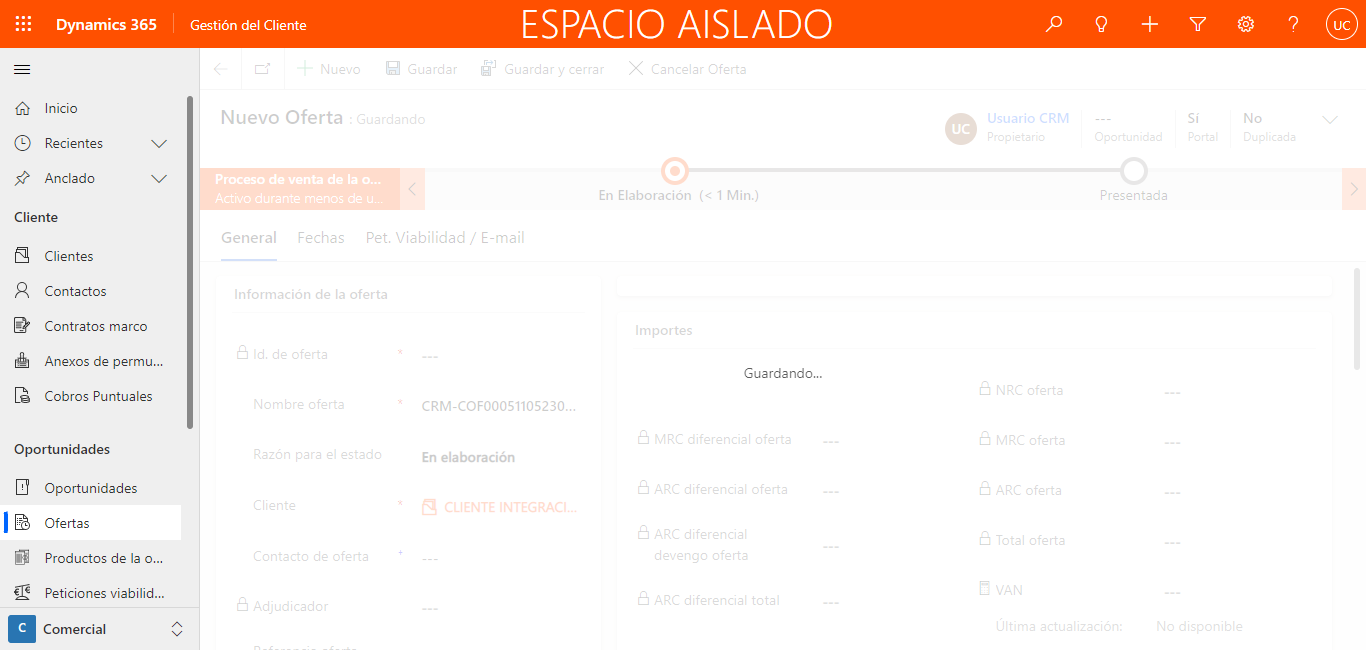 Dynamics 365
Gestión del Cliente
ESPACIO AISLADO
UC
Nuevo
Guardar
Guardar y cerrar
Cancelar Oferta
Inicio
Recientes
Anclado
Cliente
Clientes
Contactos
Contratos marco
Anexos de permu...
Cobros Puntuales
Oportunidades
Oportunidades
Ofertas
Productos de la o...
Peticiones viabilid...
C Comercial
Nuevo Oferta : Guardando
UC
Usuario CRM
Propietario
---
Oportunidad
Sí
Portal
No
Duplicada
Proceso de venta de la o...
Activo durante menos de u...
En Elaboración (< 1 Min.)
Presentada
General
Fechas
Pet. Viabilidad / E-mail
Información de la oferta
Id. de oferta * ---
Nombre oferta * CRM-COF00051105230...
Razón para el estado En elaboración
Cliente * CLIENTE INTEGRACI...
Contacto de oferta + ---
Adjudicador ---
Referencia oferta
Importes
Guardando...
MRC diferencial oferta ---
ARC diferencial oferta ---
ARC diferencial
devengo oferta ---
ARC diferencial total ---
NRC oferta ---
MRC oferta ---
ARC oferta ---
Total oferta ---
VAN ---
Última actualización: No disponible